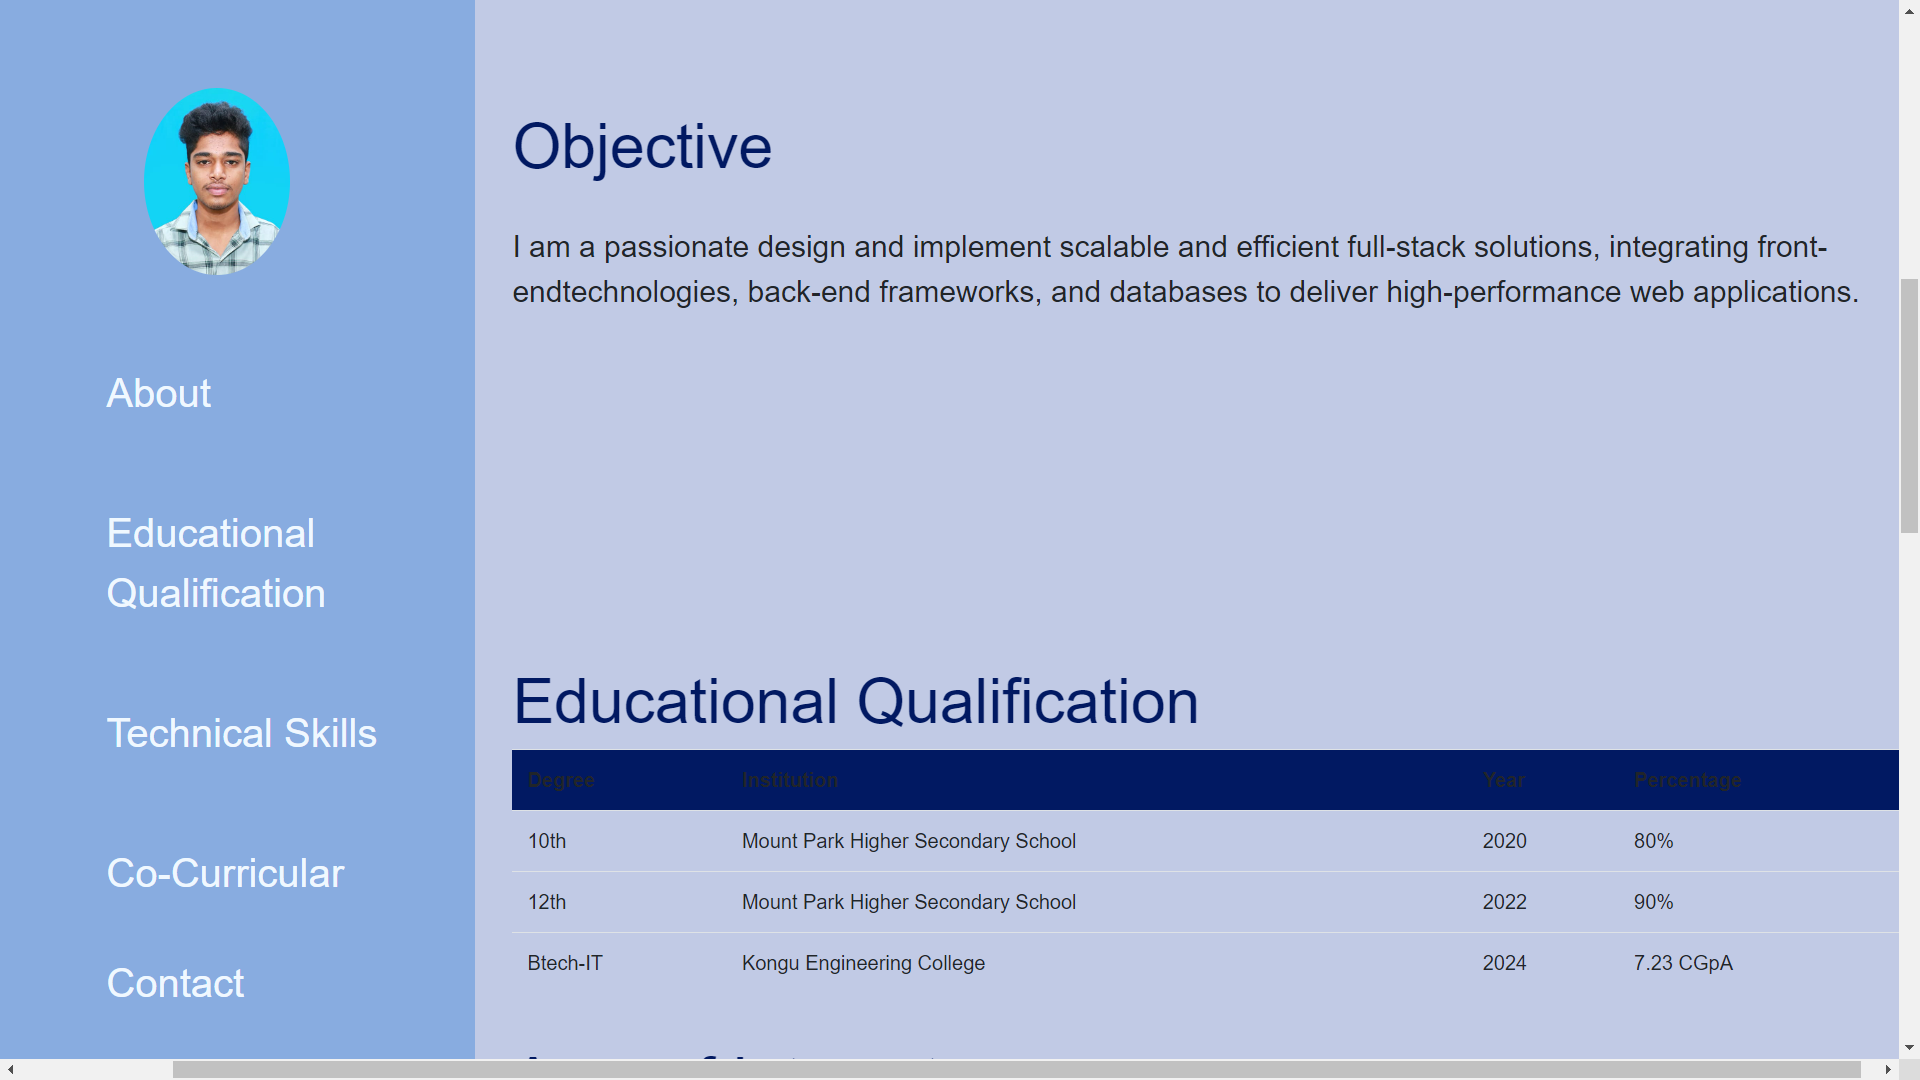 About
Educational
Qualification
Technical Skills
Co-Curricular
Contact
Objective
I am a passionate design and implement scalable and efficient full-stack solutions, integrating front-
endtechnologies, back-end frameworks, and databases to deliver high-performance web applications.
Educational Qualification
Degree Institution Year Percentage
10th Mount Park Higher Secondary School 2020 80%
12th Mount Park Higher Secondary School 2022 90%
Btech-IT Kongu Engineering College 2024 7.23 CGpA